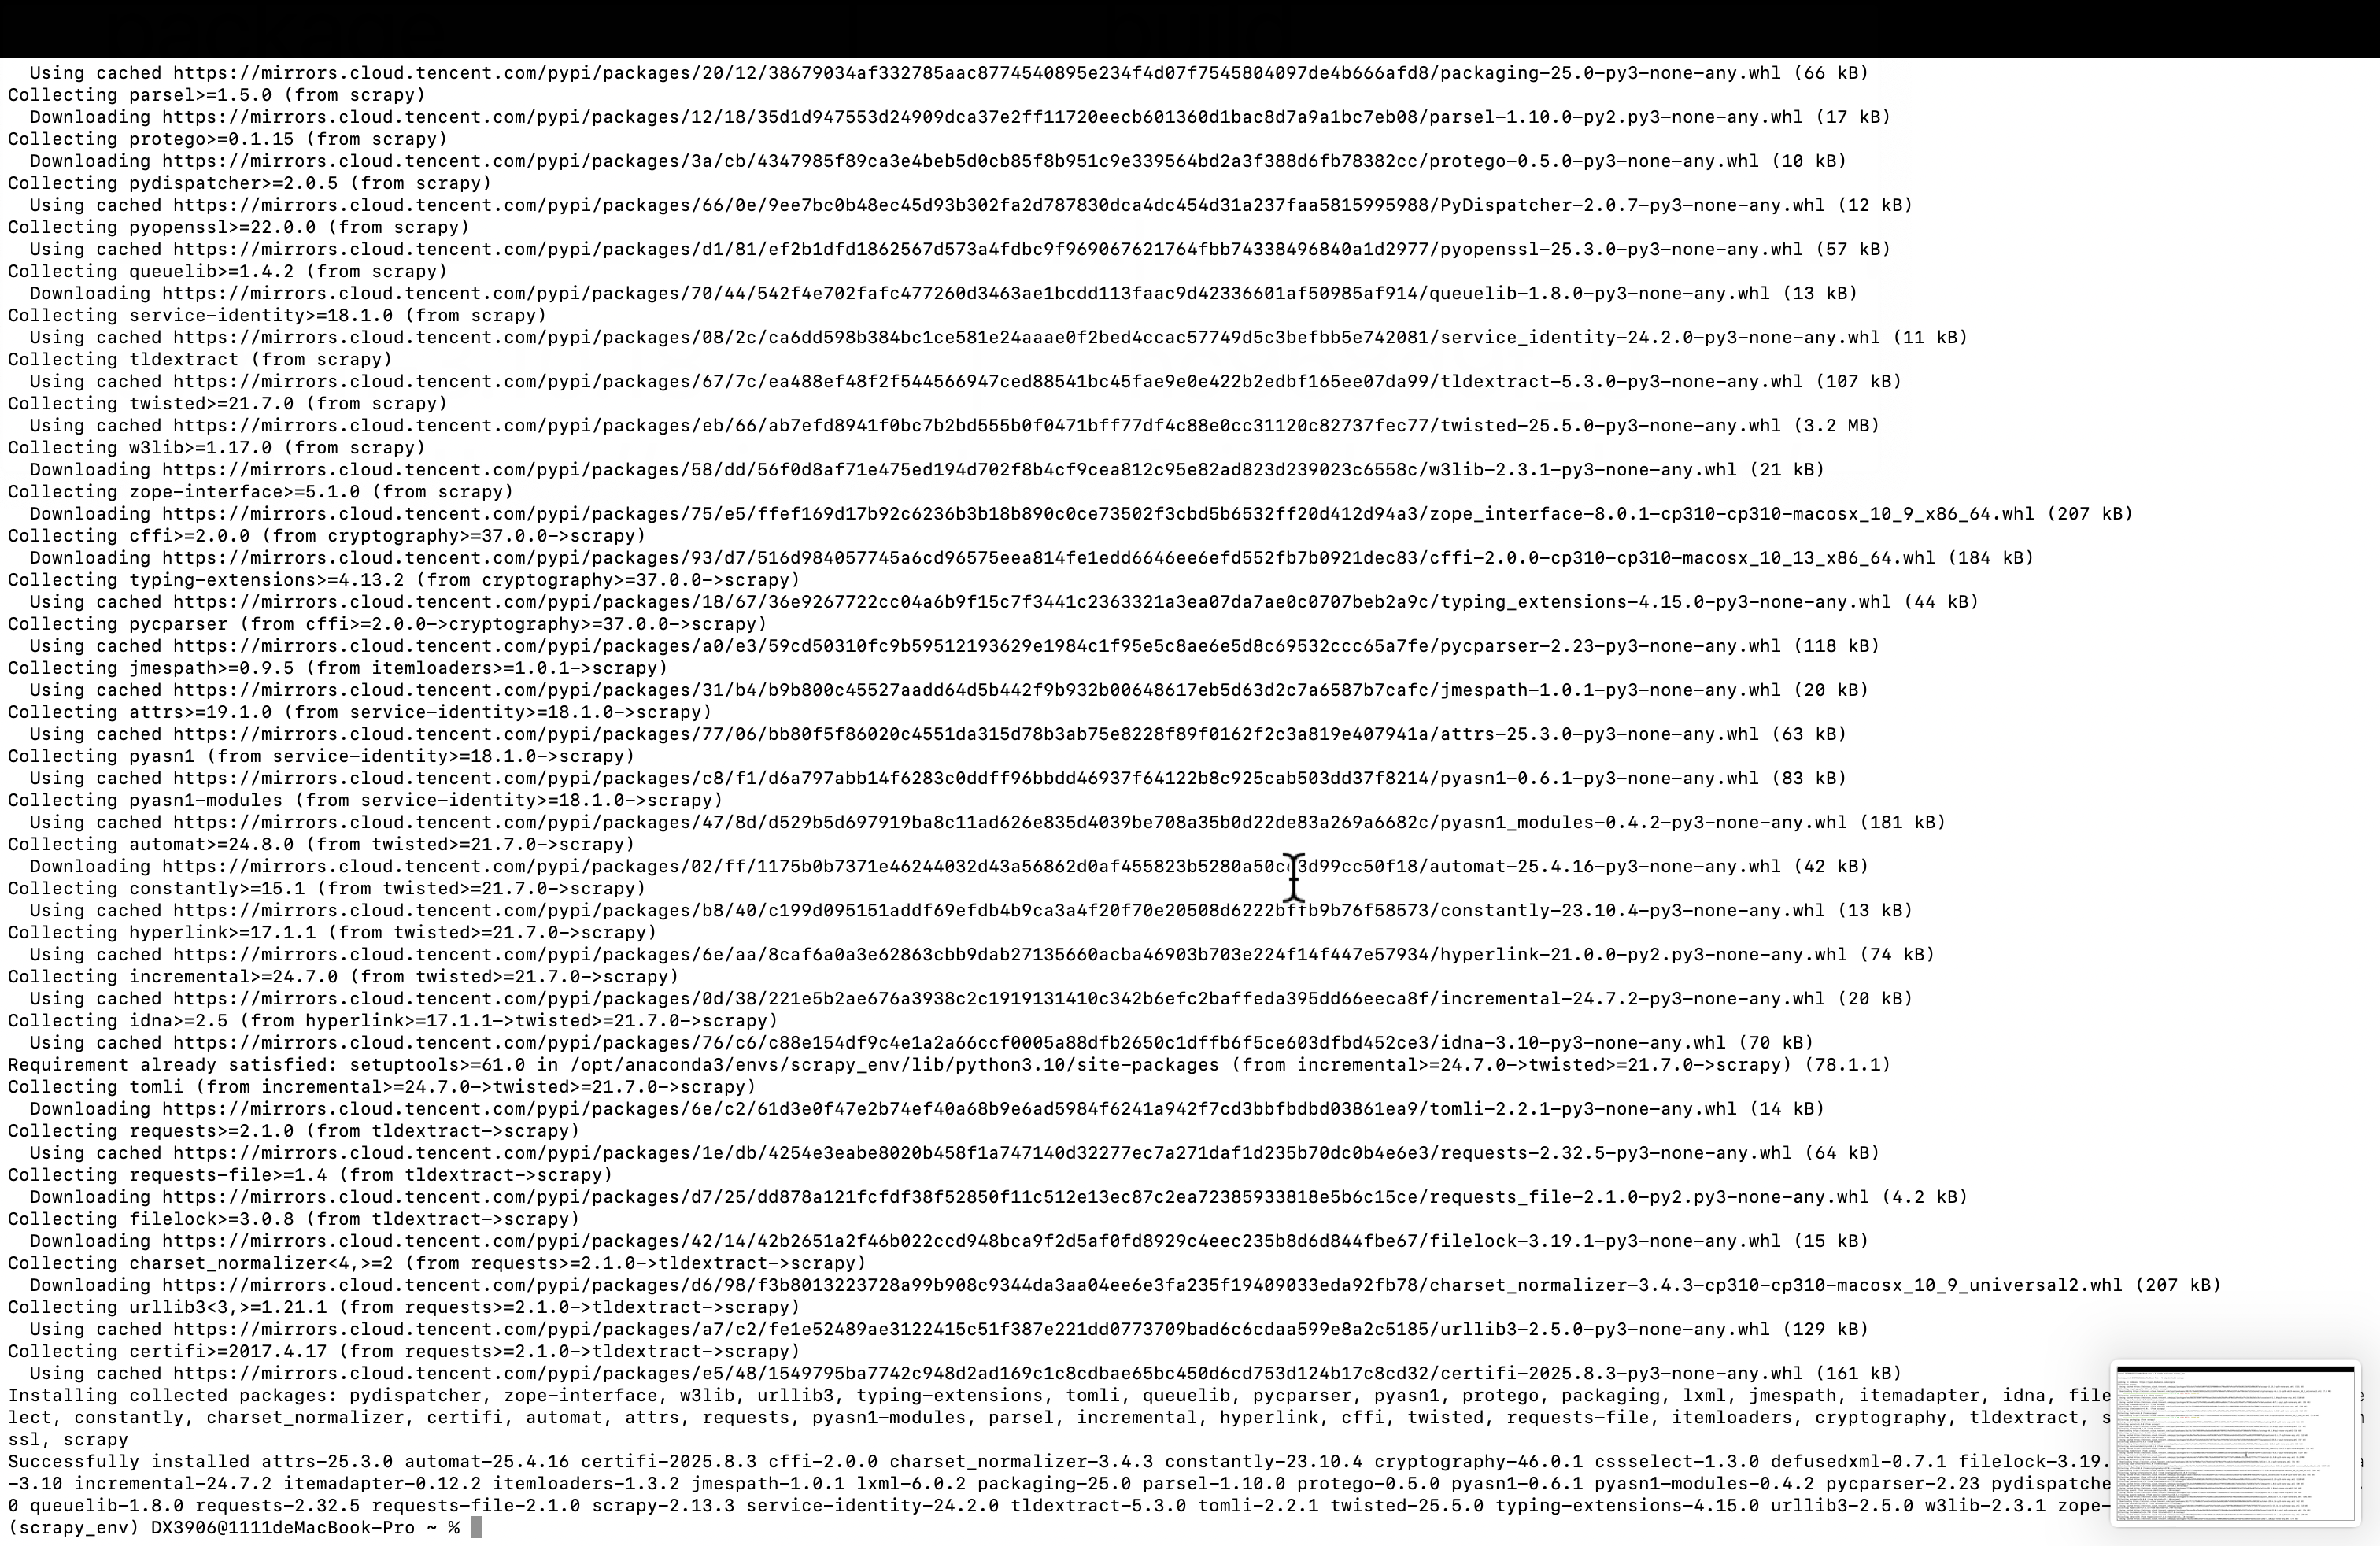 Using cached https://mirrors.cloud.tencent.com/pypi/packages/20/12/38679034af332785aac8774540895e234f4d07f7545804097de4b666afd8/packaging-25.0-py3-none-any.whl (66 kB)
Collecting parsel>=1.5.0 (from scrapy)
Downloading https://mirrors.cloud.tencent.com/pypi/packages/12/18/35d1d947553d24909dca37e2ff11720eecb601360d1bac8d7a9a1bc7eb08/parsel-1.10.0-py2.py3-none-any.whl (17 kB)
Collecting protego>=0.1.15 (from scrapy)
Downloading https://mirrors.cloud.tencent.com/pypi/packages/3a/cb/4347985f89ca3e4beb5d0cb85f8b951c9e339564bd2a3f388d6fb78382cc/protego-0.5.0-py3-none-any.whl (10 kB)
Collecting pydispatcher>=2.0.5 (from scrapy)
Using cached https://mirrors.cloud.tencent.com/pypi/packages/66/0e/9ee7bc0b48ec45d93b302fa2d787830dca4dc454d31a237faa5815995988/PyDispatcher-2.0.7-py3-none-any.whl (12 kB)
Collecting pyopenssl>=22.0.0 (from scrapy)
Using cached https://mirrors.cloud.tencent.com/pypi/packages/d1/81/ef2b1dfd1862567d573a4fdbc9f969067621764fbb74338496840a1d2977/pyopenssl-25.3.0-py3-none-any.whl (57 kB)
Collecting queuelib>=1.4.2 (from scrapy)
Downloading https://mirrors.cloud.tencent.com/pypi/packages/70/44/542f4e702fafc477260d3463ae1bcdd113faac9d42336601af50985af914/queuelib-1.8.0-py3-none-any.whl (13 kB)
Collecting service-identity>=18.1.0 (from scrapy)
Using cached https://mirrors.cloud.tencent.com/pypi/packages/08/2c/ca6dd598b384bc1ce581e24aaae0f2bed4ccac57749d5c3befbb5e742081/service_identity-24.2.0-py3-none-any.whl (11 kB)
Collecting tldextract (from scrapy)
Using cached https://mirrors.cloud.tencent.com/pypi/packages/67/7c/ea488ef48f2f544566947ced88541bc45fae9e0e422b2edbf165ee07da99/tldextract-5.3.0-py3-none-any.whl (107 kB)
Collecting twisted>=21.7.0 (from scrapy)
Using cached https://mirrors.cloud.tencent.com/pypi/packages/eb/66/ab7efd8941f0bc7b2bd555b0f0471bff77df4c88e0cc31120c82737fec77/twisted-25.5.0-py3-none-any.whl (3.2 MB)
Collecting w3lib>=1.17.0 (from scrapy)
Downloading https://mirrors.cloud.tencent.com/pypi/packages/58/dd/56f0d8af71e475ed194d702f8b4cf9cea812c95e82ad823d239023c6558c/w3lib-2.3.1-py3-none-any.whl (21 kB)
Collecting zope-interface>=5.1.0 (from scrapy)
Downloading https://mirrors.cloud.tencent.com/pypi/packages/75/e5/ffef169d17b92c6236b3b18b890c0ce73502f3cbd5b6532ff20d412d94a3/zope_interface-8.0.1-cp310-cp310-macosx_10_9_x86_64.whl (207 kB)
Collecting cffi>=2.0.0 (from cryptography>=37.0.0->scrapy)
Downloading https://mirrors.cloud.tencent.com/pypi/packages/93/d7/516d984057745a6cd96575eea814fe1edd6646ee6efd552fb7b0921dec83/cffi-2.0.0-cp310-cp310-macosx_10_13_x86_64.whl (184 kB)
Collecting typing-extensions>=4.13.2 (from cryptography>=37.0.0->scrapy)
Using cached https://mirrors.cloud.tencent.com/pypi/packages/18/67/36e9267722cc04a6b9f15c7f3441c2363321a3ea07da7ae0c0707beb2a9c/typing_extensions-4.15.0-py3-none-any.whl (44 kB)
Collecting pycparser (from cffi>=2.0.0->cryptography>=37.0.0->scrapy)
Using cached https://mirrors.cloud.tencent.com/pypi/packages/a0/e3/59cd50310fc9b59512193629e1984c1f95e5c8ae6e5d8c69532ccc65a7fe/pycparser-2.23-py3-none-any.whl (118 kB)
Collecting jmespath>=0.9.5 (from itemloaders>=1.0.1->scrapy)
Using cached https://mirrors.cloud.tencent.com/pypi/packages/31/b4/b9b800c45527aadd64d5b442f9b932b00648617eb5d63d2c7a6587b7cafc/jmespath-1.0.1-py3-none-any.whl (20 kB)
Collecting attrs>=19.1.0 (from service-identity>=18.1.0->scrapy)
Using cached https://mirrors.cloud.tencent.com/pypi/packages/77/06/bb80f5f86020c4551da315d78b3ab75e8228f89f0162f2c3a819e407941a/attrs-25.3.0-py3-none-any.whl (63 kB)
Collecting pyasn1 (from service-identity>=18.1.0->scrapy)
Using cached https://mirrors.cloud.tencent.com/pypi/packages/c8/f1/d6a797abb14f6283c0ddff96bbdd46937f64122b8c925cab503dd37f8214/pyasn1-0.6.1-py3-none-any.whl (83 kB)
Collecting pyasn1-modules (from service-identity>=18.1.0->scrapy)
Using cached https://mirrors.cloud.tencent.com/pypi/packages/47/8d/d529b5d697919ba8c11ad626e835d4039be708a35b0d22de83a269a6682c/pyasn1_modules-0.4.2-py3-none-any.whl (181 kB)
Collecting automat>=24.8.0 (from twisted>=21.7.0->scrapy)
Downloading (42 kB)
Collecting constantly>=15.1 (from twisted>=21.7.0->scrapy)
Using cached https://mirrors.cloud.tencent.com/pypi/packages/b8/40/c199d095151addf69efdb4b9ca3a4f20f70e20508d6222bffb9b76f58573/constantly-23.10.4-py3-none-any.whl (13 kB)
Collecting hyperlink>=17.1.1 (from twisted>=21.7.0->scrapy)
Using cached https://mirrors.cloud.tencent.com/pypi/packages/6e/aa/8caf6a0a3e62863cbb9dab27135660acba46903b703e224f14f447e57934/hyperlink-21.0.0-py2.py3-none-any.whl (74 kB)
Collecting incremental>=24.7.0 (from twisted>=21.7.0->scrapy)
Using cached https://mirrors.cloud.tencent.com/pypi/packages/0d/38/221e5b2ae676a3938c2c1919131410c342b6efc2baffeda395dd66eeca8f/incremental-24.7.2-py3-none-any.whl (20 kB)
Collecting idna>=2.5 (from hyperlink>=17.1.1->twisted>=21.7.0->scrapy)
Using cached https://mirrors.cloud.tencent.com/pypi/packages/76/c6/c88e154df9c4e1a2a66ccf0005a88dfb2650c1dffb6f5ce603dfbd452ce3/idna-3.10-py3-none-any.whl (70 kB)
Requirement already satisfied: setuptools>=61.0 in /opt/anaconda3/envs/scrapy_env/lib/python3.10/site-packages (from incremental>=24.7.0->twisted>=21.7.0->scrapy) (78.1.1)
Collecting tomli (from incremental>=24.7.0->twisted>=21.7.0->scrapy)
Downloading https://mirrors.cloud.tencent.com/pypi/packages/6e/c2/61d3e0f47e2b74ef40a68b9e6ad5984f6241a942f7cd3bbfbdbd03861ea9/tomli-2.2.1-py3-none-any.whl (14 kB)
Collecting requests>=2.1.0 (from tldextract->scrapy)
Using cached https://mirrors.cloud.tencent.com/pypi/packages/1e/db/4254e3eabe8020b458f1a747140d32277ec7a271daf1d235b70dc0b4e6e3/requests-2.32.5-py3-none-any.whl (64 kB)
Collecting requests-file>=1.4 (from tldextract->scrapy)
Downloading https://mirrors.cloud.tencent.com/pypi/packages/d7/25/dd878a121fcfdf38f52850f11c512e13ec87c2ea72385933818e5b6c15ce/requests_file-2.1.0-py2.py3-none-any.whl (4.2 kB)
Collecting filelock>=3.0.8 (from tldextract->scrapy)
Downloading https://mirrors.cloud.tencent.com/pypi/packages/42/14/42b2651a2f46b022ccd948bca9f2d5af0fd8929c4eec235b8d6d844fbe67/filelock-3.19.1-py3-none-any.whl (15 kB)
Collecting charset_normalizer<4,>=2 (from requests>=2.1.0->tldextract->scrapy)
Downloading https://mirrors.cloud.tencent.com/pypi/packages/d6/98/f3b8013223728a99b908c9344da3aa04ee6e3fa235f19409033eda92fb78/charset_normalizer-3.4.3-cp310-cp310-macosx_10_9_universal2.whl (207 kB)
Collecting urllib3<3,>=1.21.1 (from requests>=2.1.0->tldextract->scrapy)
Using cached https://mirrors.cloud.tencent.com/pypi/packages/a7/c2/fe1e52489ae3122415c51f387e221dd0773709bad6c6cdaa599e8a2c5185/urllib3-2.5.0-py3-none-any.whl (129 kB)
Collecting certifi>=2017.4.17 (from requests>=2.1.0->tldextract->scrapy)
Using cached https://mirrors.cloud.tencent.com/pypi/packages/e5/48/1549795ba7742c948d2ad169c1c8cdbae65bc450d6cd753d124b17c8cd32/certifi-2025.8.3-py3-none-any.whl (161 kB)
Installing collected packages: pydispatcher, zope-interface, w3lib, urllib3, typing-extensions, tomli, queuelib, pycparser, pyasn1, protego, packaging, lxml, jmespath, itemadapter, idna, file
lect, constantly, charset_normalizer, certifi, automat, attrs, requests, pyasn1-modules, parsel, incremental, hyperlink, cffi, twisted, requests-file, itemloaders, cryptography, tldextract, s
ssl, scrapy
Successfully installed attrs-25.3.0 automat-25.4.16 certifi-2025.8.3 cffi-2.0.0 charset_normalizer-3.4.3 constantly-23.10.4 cryptography-46.0.1 cssselect-1.3.0 defusedxml-0.7.1 filelock-3.19.
-3.10 incremental-24.7.2 itemadapter-0.12.2 itemloaders-1.3.2 jmespath-1.0.1 lxml-6.0.2 packaging-25.0 parsel-1.10.0 protego-0.5.0 pyasn1-0.6.1 pyasn1-modules-0.4.2 pycparser-2.23 pydispatche
0 queuelib-1.8.0 requests-2.32.5 requests-file-2.1.0 scrapy-2.13.3 service-identity-24.2.0 tldextract-5.3.0 tomli-2.2.1 twisted-25.5.0 typing-extensions-4.15.0 urllib3-2.5.0 w3lib-2.3.1 zope-
(scrapy_env) DX3906@1111deMacBook-Pro ~ %